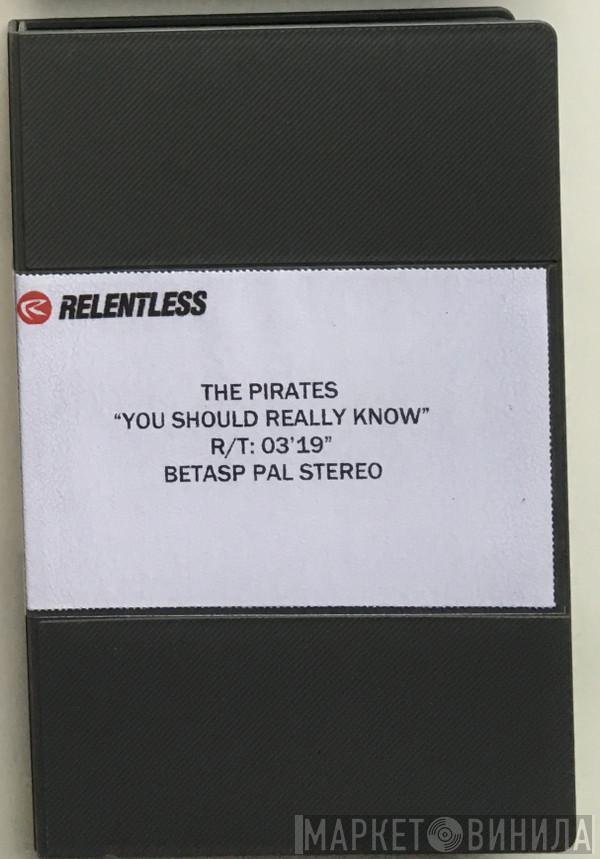 RELENTLESS
THE PIRATES
“YOU SHOULD REALLY KNOW”
R/T: 03’19”
BETASP PAL STEREO
МАРКЕТ ВИНИЛА